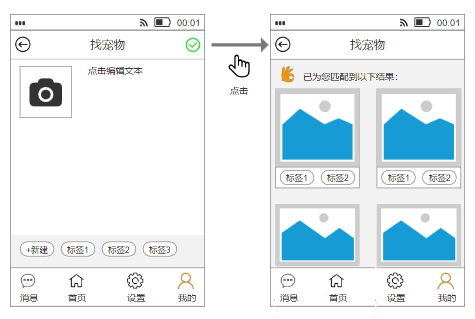 00:01
找宠物
点击编辑文本
+新建 标签1 标签2 标签3
消息 首页 设置 我的
点击
00:01
找宠物
已为您匹配到以下结果：
标签1 标签2 标签1 标签2
消息 首页 设置 我的